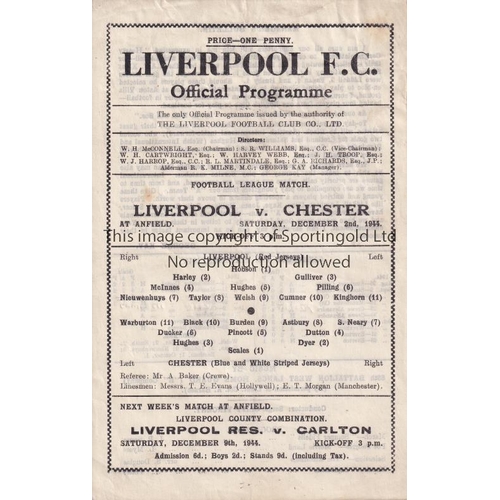 PRICE—ONE PENNY.
LIVERPOOL F.C.
Official Programme
The only Official Programme issued by the authority of
THE LIVERPOOL FOOTBALL CLUB CO., LTD.
Directors:
W. H. McCONNELL, Esq. (Chairman); S. R. WILLIAMS, Esq., C.C. (Vice-Chairman);
W. H. CARTWRIGHT, Esq.; W. HARVEY WEBB, Esq.; J. H. TROOP, Esq.;
W. J. HARROP, Esq., C.C.; R. L. MARTINDALE, Esq.; G. A. RICHARDS, Esq., J.P.;
Alderman R. K. MILNE, M.C.; GEORGE KAY (Manager).
FOOTBALL LEAGUE MATCH.
LIVERPOOL v. CHESTER
AT ANFIELD. SATURDAY, DECEMBER 2nd, 1944.
This image copyright of Sportingold Ltd
KICK-OFF 3 p.m.
No reproduction allowed
Right LIVERPOOL (Red Jerseys) Left
Hobson (1)
Harley (2) Gulliver (3)
McInnes (4) Hughes (5) Pilling (6)
Nieuwenhuys (7) Taylor (8) Welsh (9) Cumner (10) Kinghorn (11)
Warburton (11) Black (10) Burden (9) Astbury (8) S. Neary (7)
Ducker (6) Pincott (5) Dutton (4)
Hughes (3) Dyer (2)
Scales (1)
Left CHESTER (Blue and White Striped Jerseys) Right
Referee: Mr. A Baker (Crewe).
Linesmen: Messrs. T. E. Evans (Hollywell); E. T. Morgan (Manchester).
NEXT WEEK'S MATCH AT ANFIELD.
LIVERPOOL COUNTY COMBINATION.
LIVERPOOL RES. v. CARLTON
SATURDAY, DECEMBER 9th, 1944. KICK-OFF 3 p.m.
Admission 6d.; Boys 2d.; Stands 9d. (including Tax).